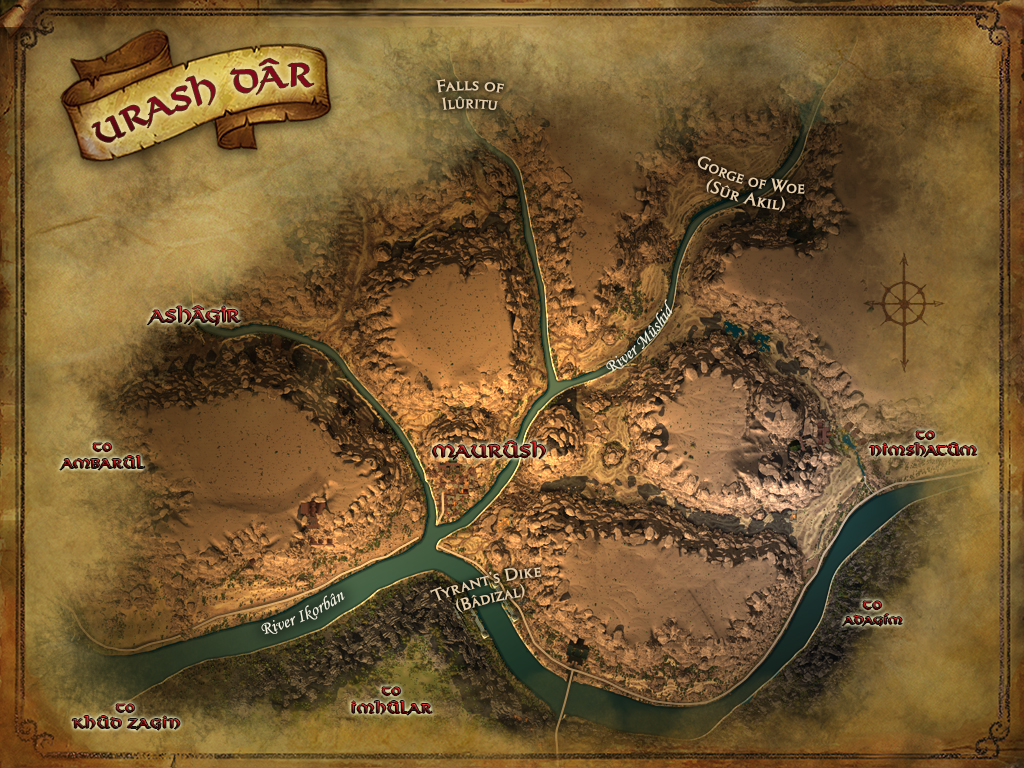 URASH DÂR
FALLS OF
ILÛRITU
GORGE OF WOE
(SÛR AKIL)
ASHÂGIR
River Mûshid
MAURÛSH
TO
AMBARÛL
TO
NIMSHATÛM
TYRANT'S DIKE
(BÂDIZAL)
River Ikorbân
TO
ADAGIM
TO
IMHÛLAR
TO
KHÛD ZAGIN